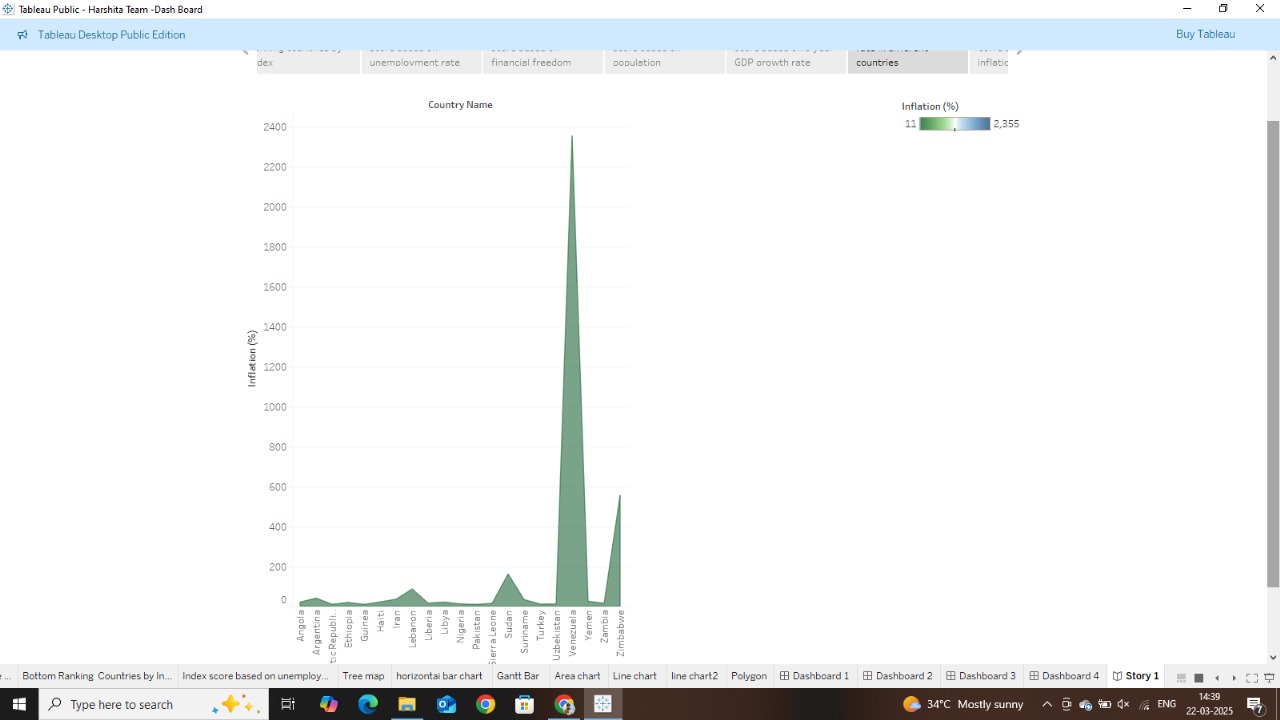 Tableau Public - Harshita Team -Dash Board
Tableau Desktop Public Edition
Buy Tableau
dex
unemployment rate
financial freedom
population
GDP growth rate
countries
inflatio
Country Name
Inflation (%)
11
2,355
2400
2200
2000
1800
1600
1400
1200
1000
800
600
400
200
0
Inflation (%)
Angola
Argentina
tic Republi..
Ethiopia
Guinea
Haiti
Iran
Lebanon
Liberia
Libya
Nigeria
Pakistan
Sierra Leone
Sudan
Suriname
Turkey
Uzbekistan
Venezuela
Yemen
Zambia
Zimbabwe
e ... Bottom Ranking Countries by In... Index score based on unemploy... Tree map horizontai bar chart Gantt Bar Area chart Line chart line chart2 Polygon Dashboard 1 Dashboard 2 Dashboard 3 Dashboard 4 Story 1
Type here to search
34°C Mostly sunny
ENG
14:39
22-03-2025